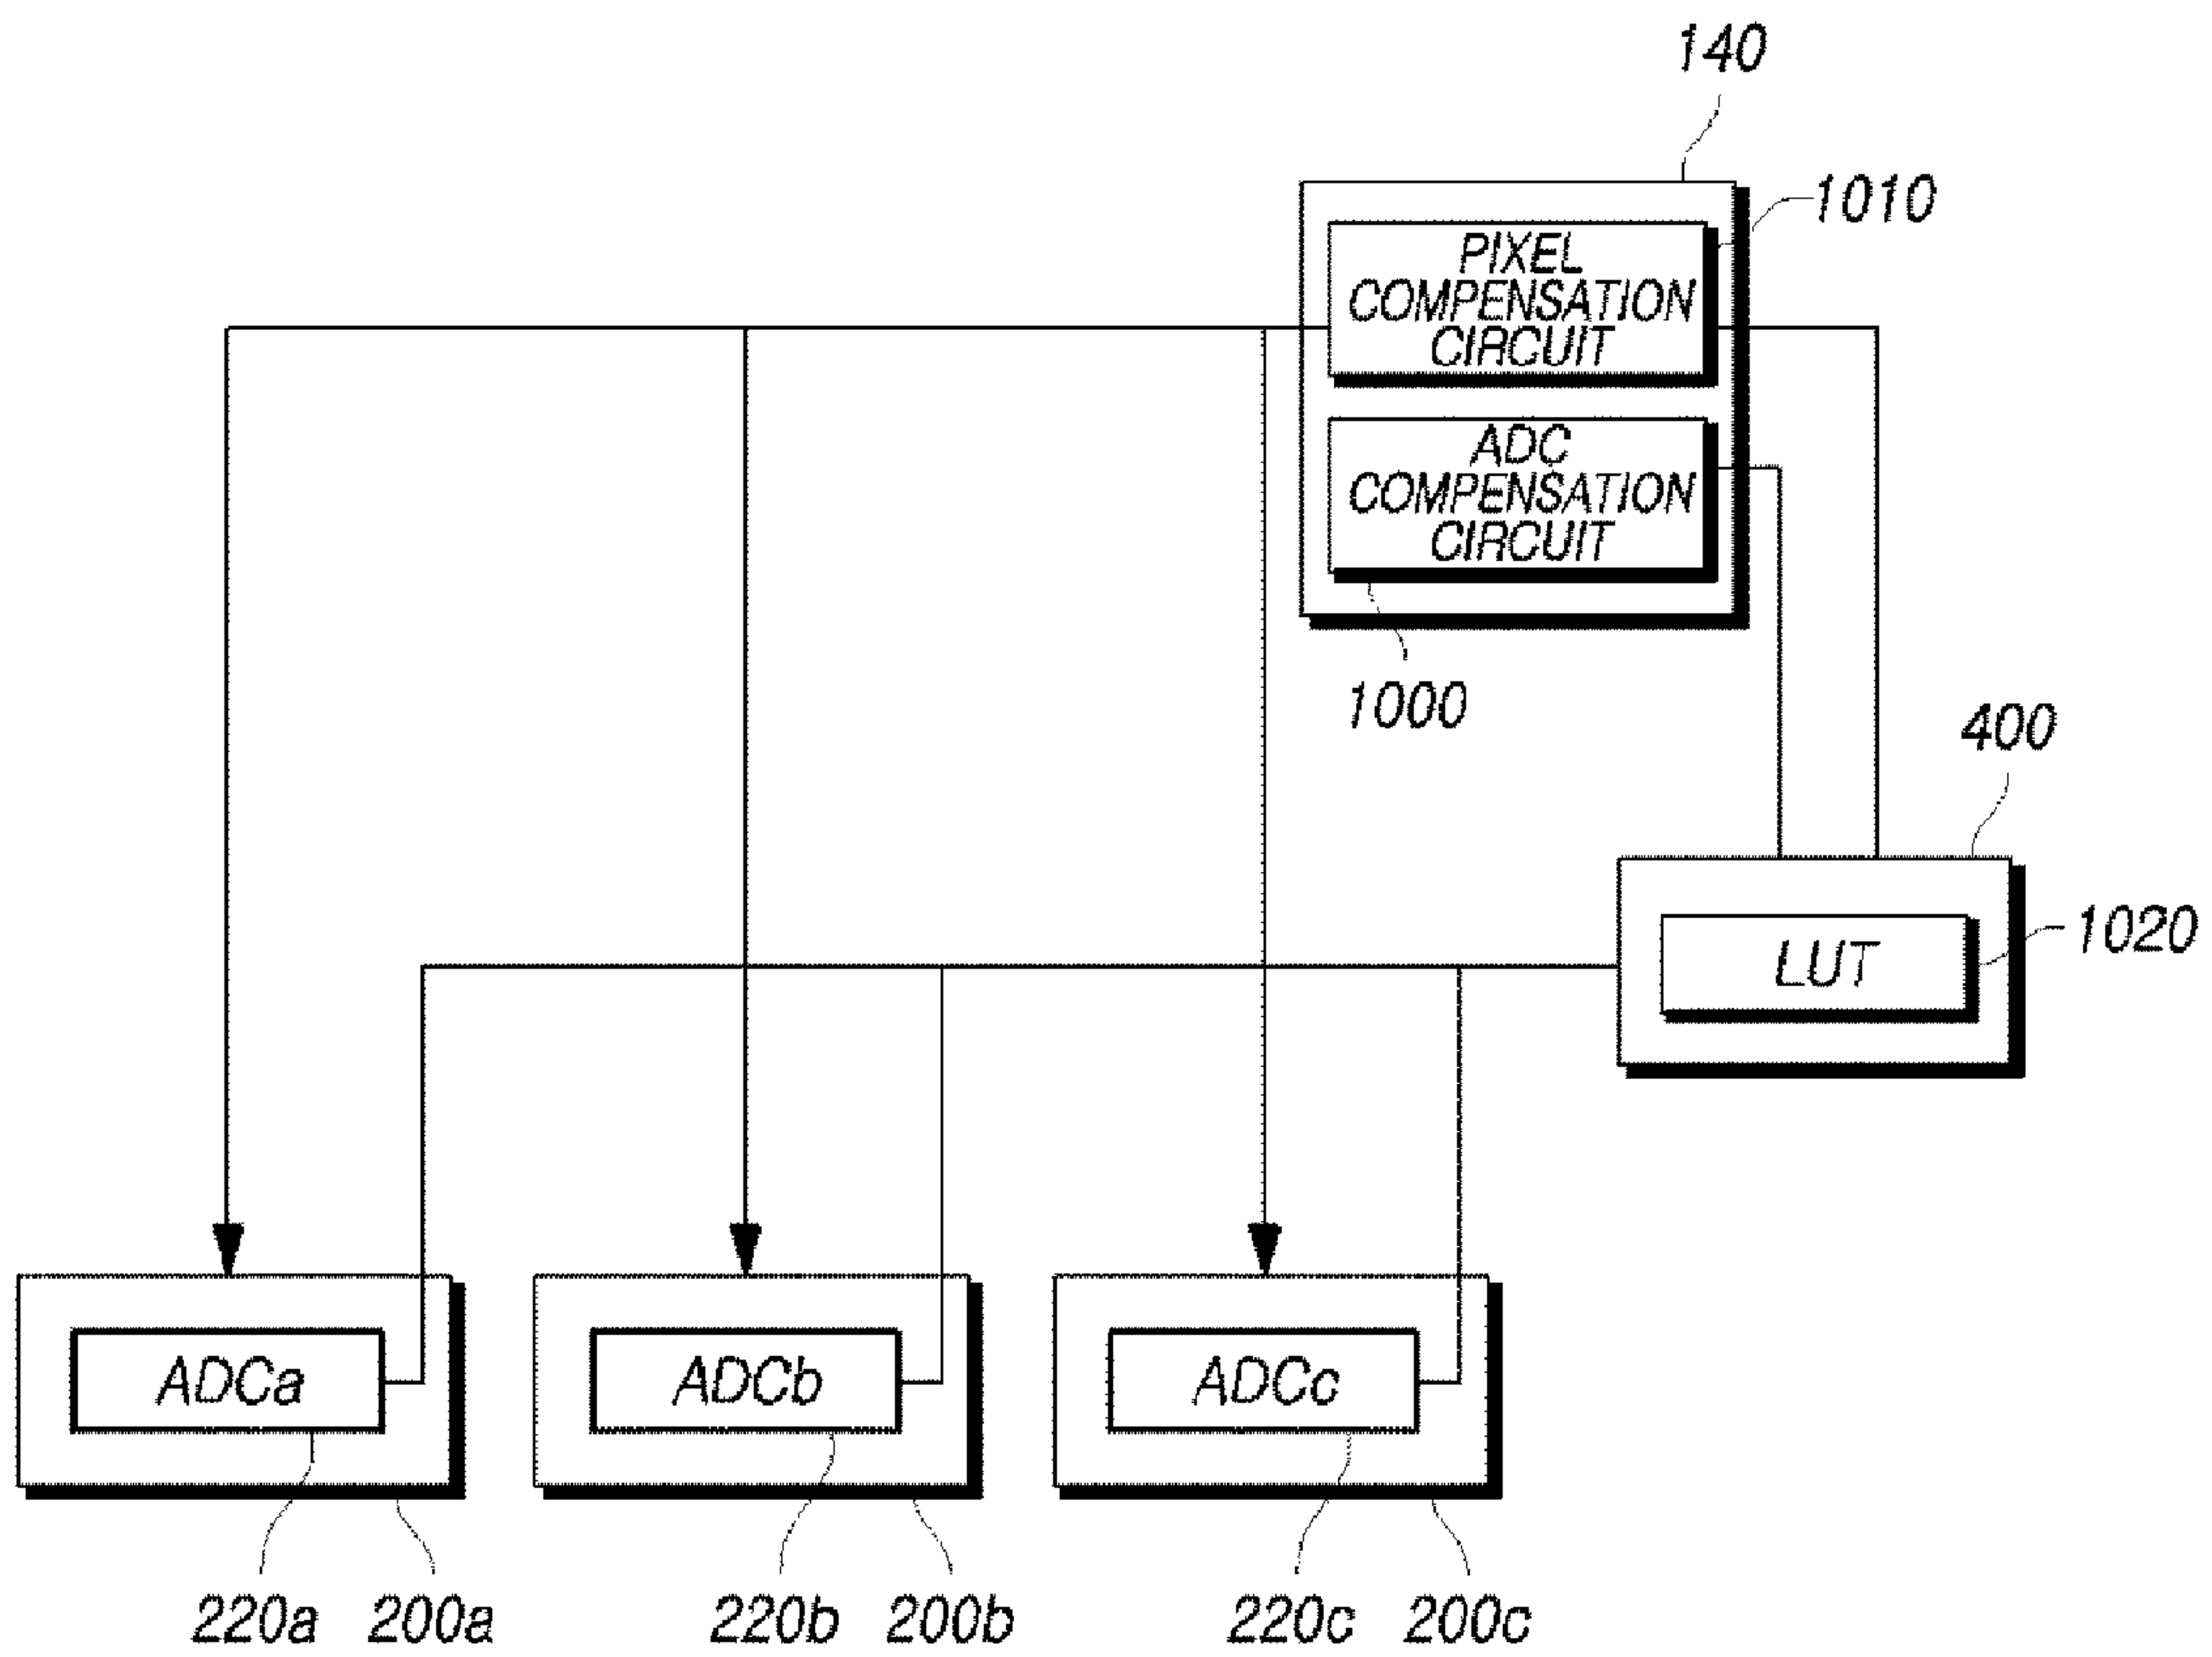 140
1010
PIXEL
COMPENSATION
CIRCUIT
ADC
COMPENSATION
CIRCUIT
1000
400
1020
LUT
ADCa
ADCb
ADCc
220a 200a 220b 200b 220c 200c